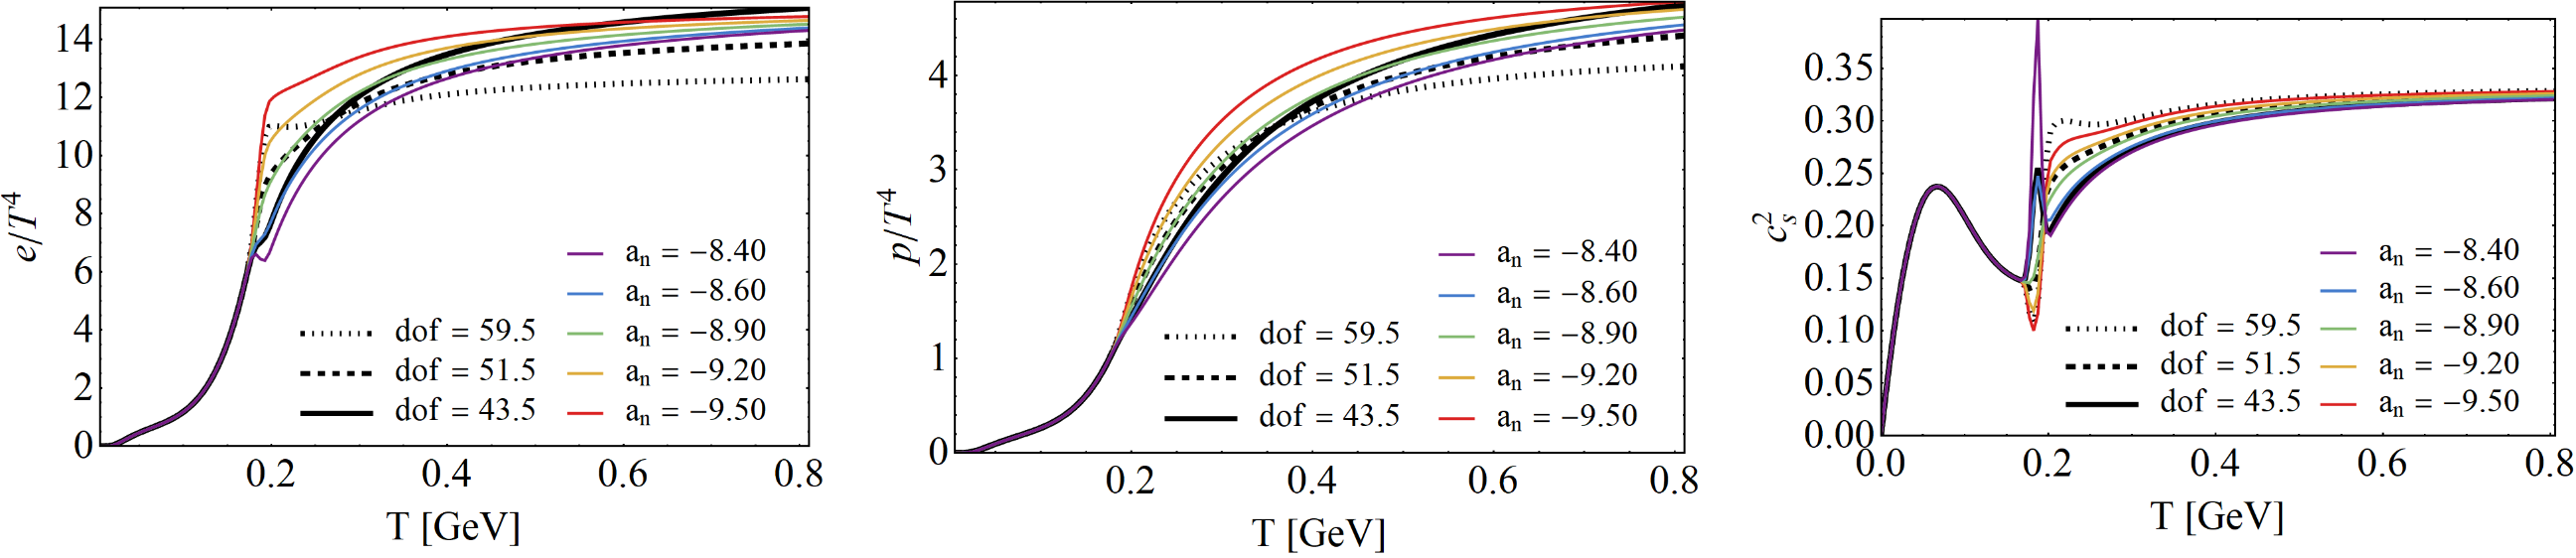 e/T⁴
14
12
10
8
6
4
2
0
0.2
0.4
0.6
0.8
T [GeV]
dof = 59.5
dof = 51.5
dof = 43.5
aₙ = −8.40
aₙ = −8.60
aₙ = −8.90
aₙ = −9.20
aₙ = −9.50
p/T⁴
4
3
2
1
0
0.2
0.4
0.6
0.8
T [GeV]
dof = 59.5
dof = 51.5
dof = 43.5
aₙ = −8.40
aₙ = −8.60
aₙ = −8.90
aₙ = −9.20
aₙ = −9.50
cₛ²
0.35
0.30
0.25
0.20
0.15
0.10
0.05
0.00
0.0
0.2
0.4
0.6
0.8
T [GeV]
dof = 59.5
dof = 51.5
dof = 43.5
aₙ = −8.40
aₙ = −8.60
aₙ = −8.90
aₙ = −9.20
aₙ = −9.50